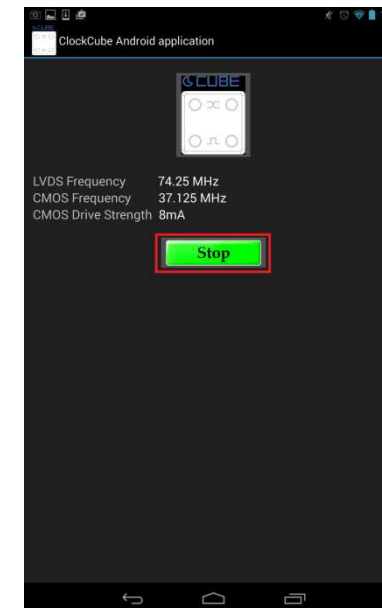 ClockCube Android application
CUBE
LVDS Frequency 74.25 MHz
CMOS Frequency 37.125 MHz
CMOS Drive Strength 8mA
Stop